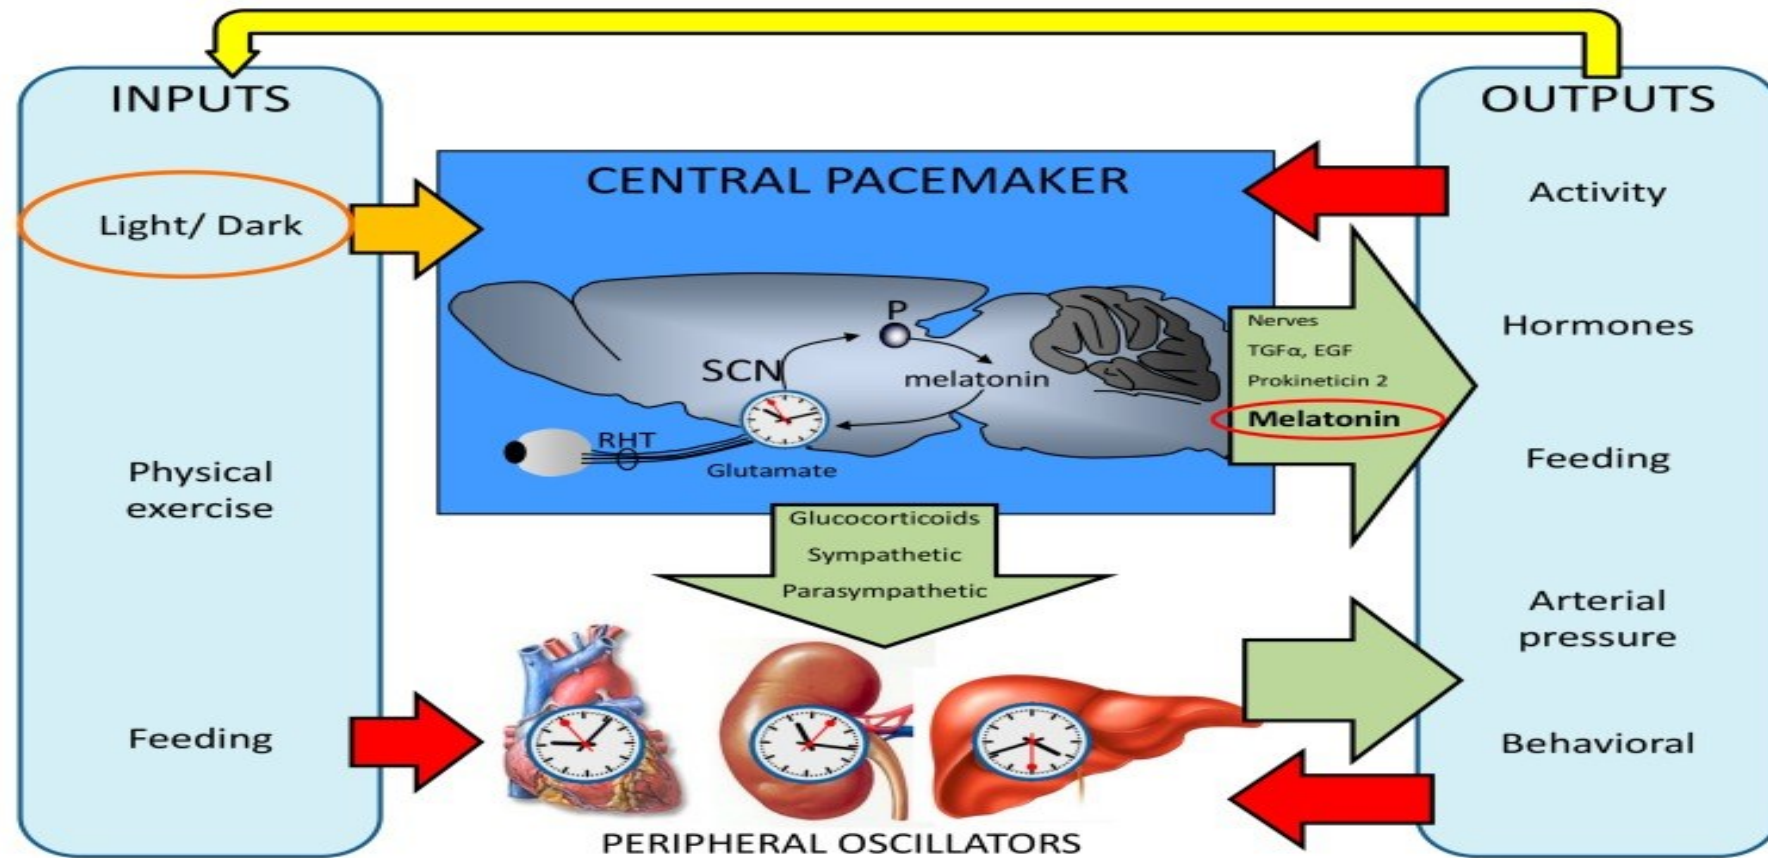 INPUTS
Light/ Dark
Physical
exercise
Feeding
CENTRAL PACEMAKER
P
SCN
melatonin
RHT
Glutamate
Nerves
TGFα, EGF
Prokineticin 2
Melatonin
Glucocorticoids
Sympathetic
Parasympathetic
PERIPHERAL OSCILLATORS
OUTPUTS
Activity
Hormones
Feeding
Arterial
pressure
Behavioral